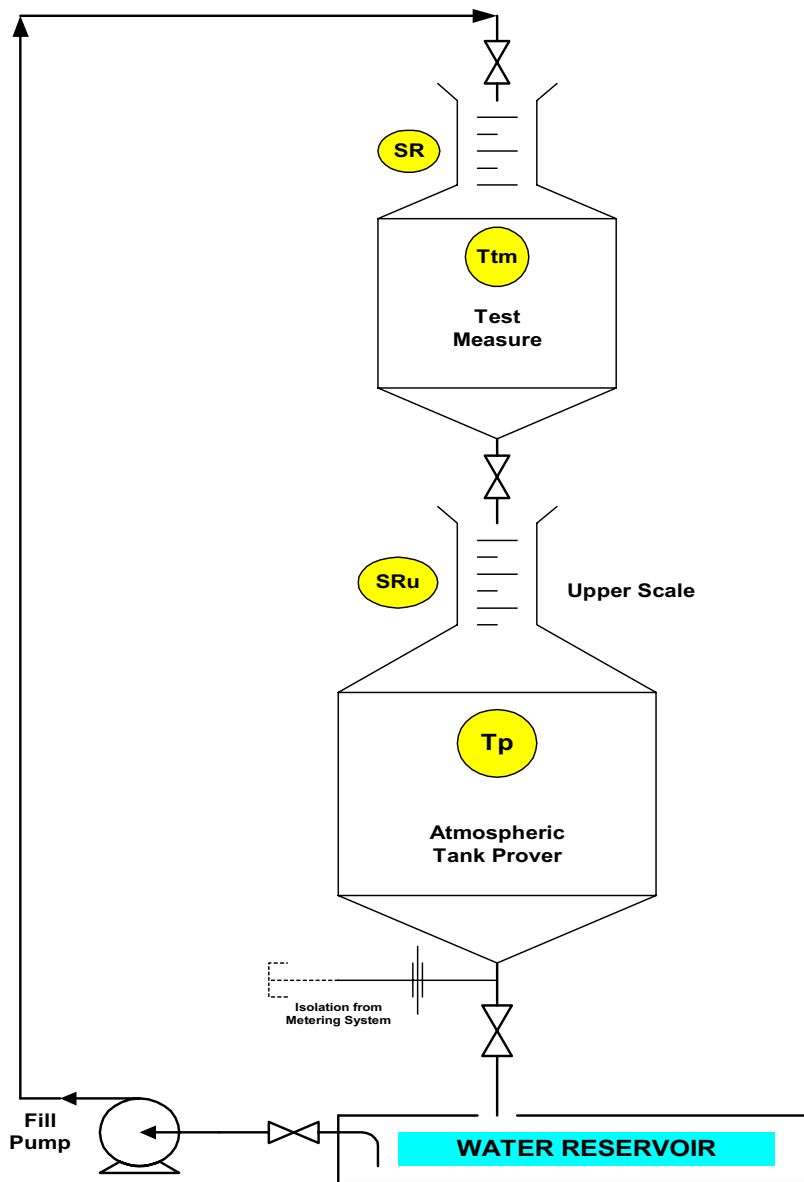 SR
Ttm
Test
Measure
SRu
Upper Scale
Tp
Atmospheric
Tank Prover
Isolation from
Metering System
Fill
Pump
WATER RESERVOIR